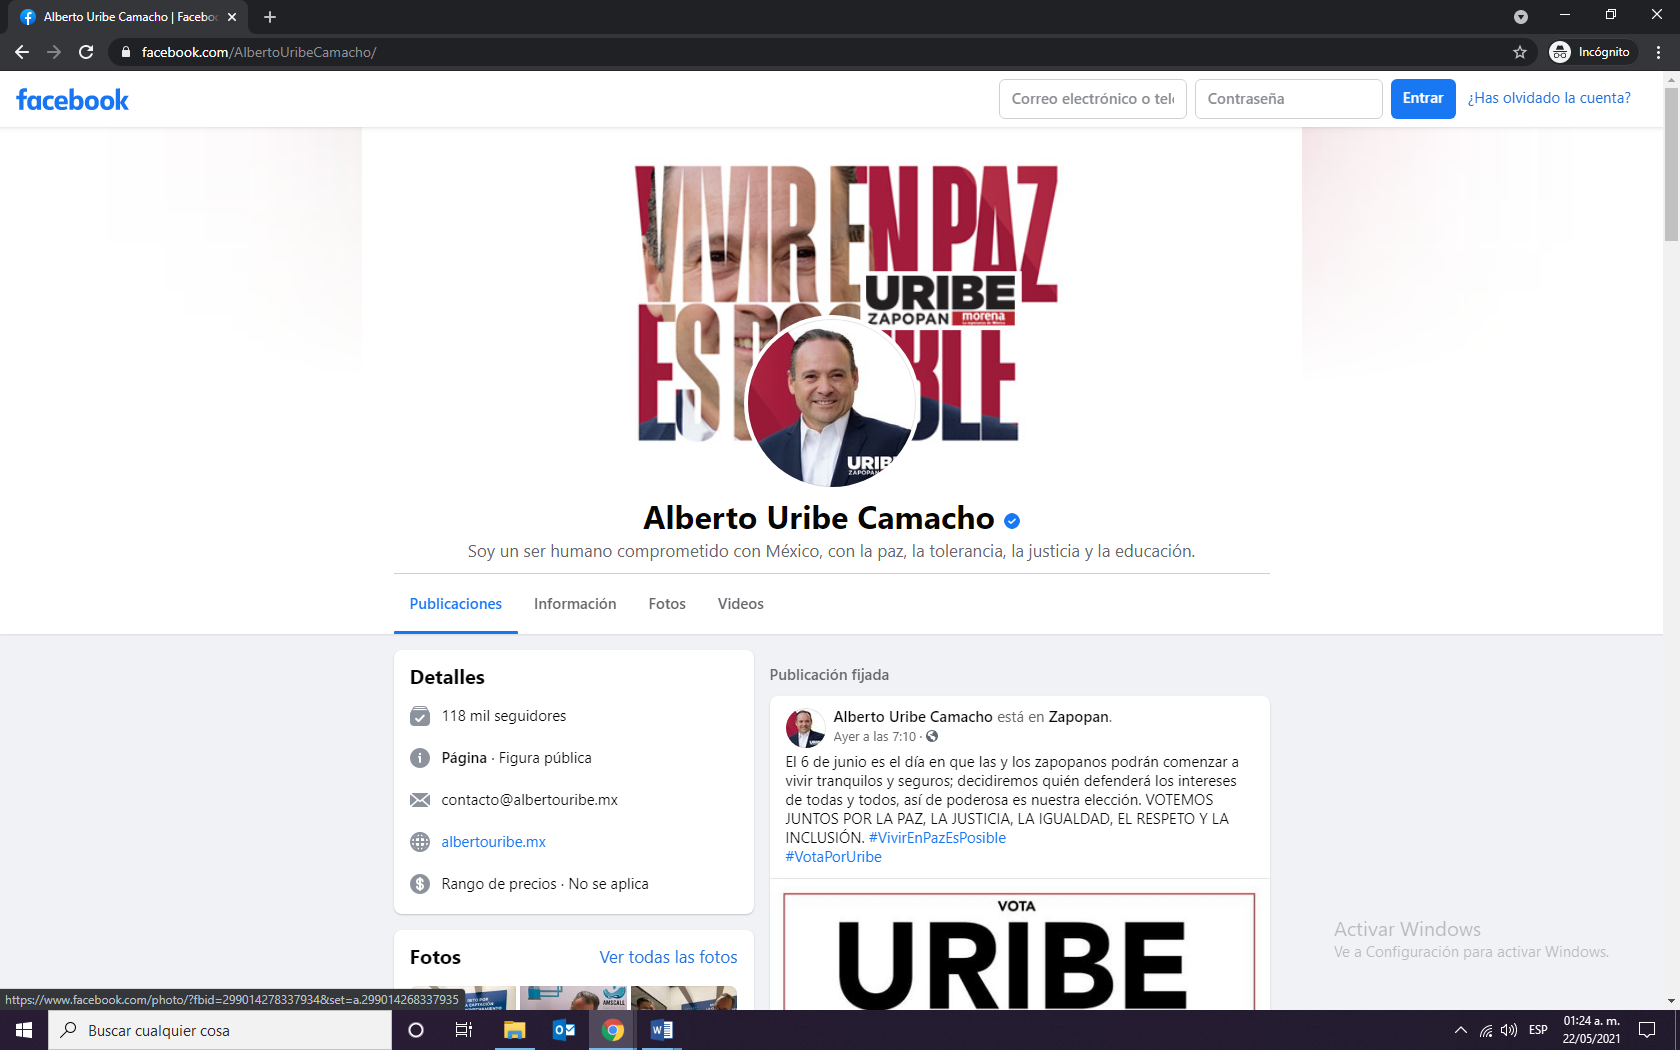 Alberto Uribe Camacho | Facebo
facebook.com/AlbertoUribeCamacho/
Incógnito
facebook
Correo electrónico o tel
Contraseña
Entrar
¿Has olvidado la cuenta?
VIVIR EN PAZ
URIBE
ZAPOPAN morena
La esperanza de México
ES POSIBLE
URIB
ZAPOPAN
Alberto Uribe Camacho
Soy un ser humano comprometido con México, con la paz, la tolerancia, la justicia y la educación.
Publicaciones Información Fotos Videos
Detalles
118 mil seguidores
Página · Figura pública
contacto@albertouribe.mx
albertouribe.mx
Rango de precios · No se aplica
Fotos
Ver todas las fotos
Publicación fijada
Alberto Uribe Camacho está en Zapopan.
Ayer a las 7:10 ·
El 6 de junio es el día en que las y los zapopanos podrán comenzar a
vivir tranquilos y seguros; decidiremos quién defenderá los intereses
de todas y todos, así de poderosa es nuestra elección. VOTEMOS
JUNTOS POR LA PAZ, LA JUSTICIA, LA IGUALDAD, EL RESPETO Y LA
INCLUSIÓN. #VivirEnPazEsPosible
#VotaPorUribe
VOTA
URIBE
Activar Windows
Ve a Configuración para activar Windows.
https://www.facebook.com/photo/?fbid=299014278337934&set=a.299014268337935
Buscar cualquier cosa
ESP
01:24 a. m.
22/05/2021